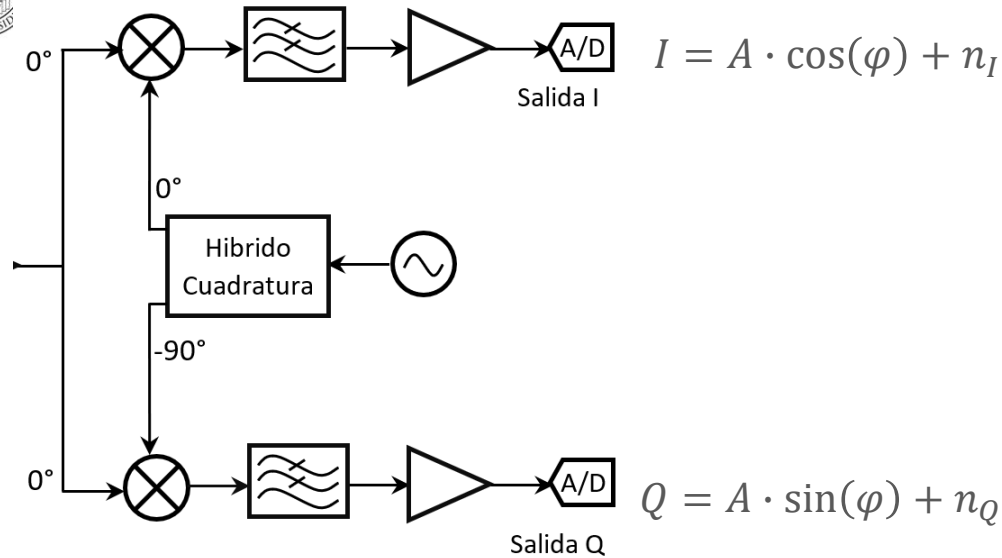 0°
A/D
I = A · cos(φ) + n_I
Salida I
0°
Hibrido
Cuadratura
-90°
0°
A/D
Q = A · sin(φ) + n_Q
Salida Q